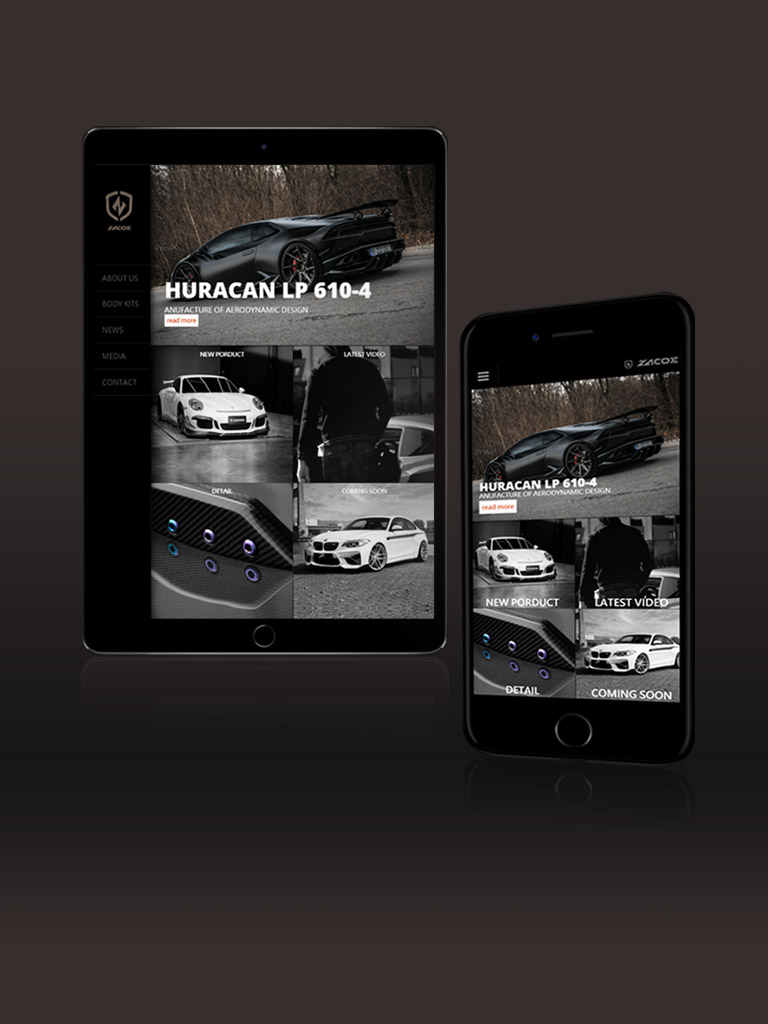 ZACOE
ABOUT US
BODY KITS
NEWS
MEDIA
CONTACT
HURACAN LP 610-4
ANUFACTURE OF AERODYNAMIC DESIGN
read more
NEW PORDUCT
LATEST VIDEO
DETAIL
COMING SOON
ZACOE
HURACAN LP 610-4
ANUFACTURE OF AERODYNAMIC DESIGN
read more
NEW PORDUCT
LATEST VIDEO
DETAIL
COMING SOON